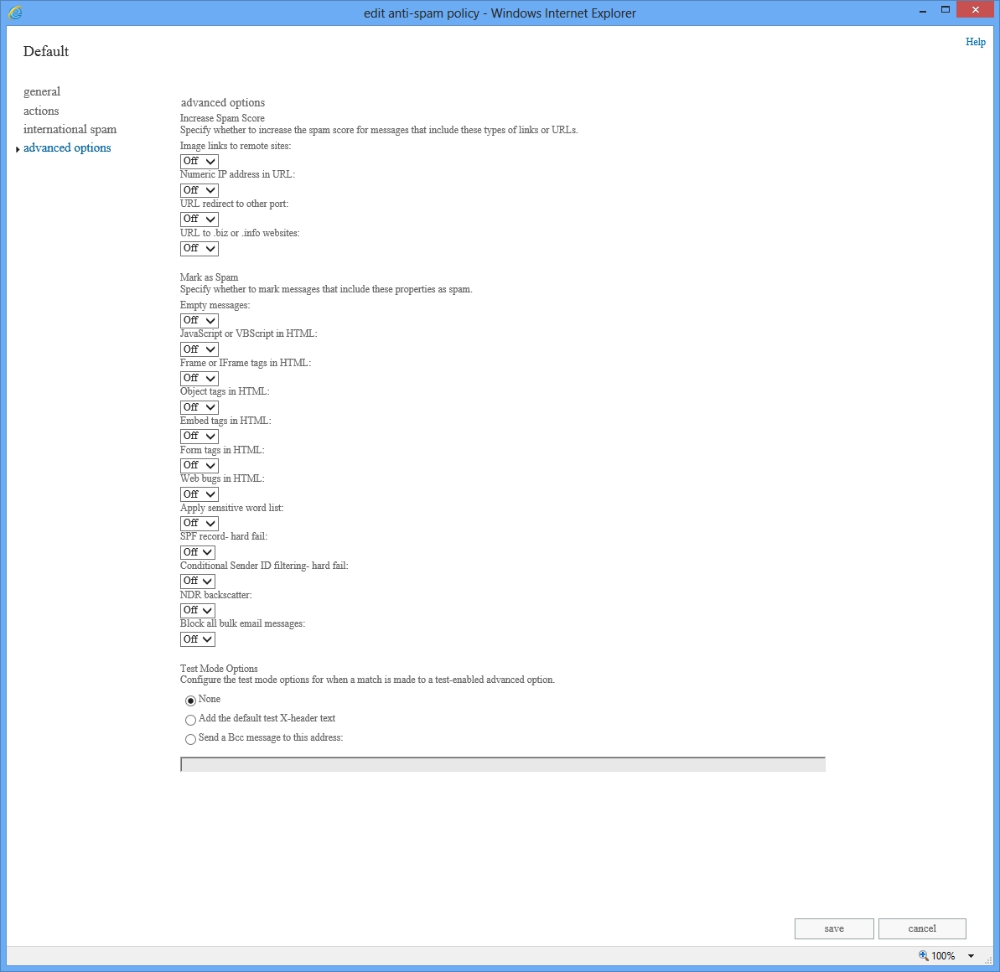 edit anti-spam policy - Windows Internet Explorer
Help
Default
general
actions
international spam
advanced options
advanced options
Increase Spam Score
Specify whether to increase the spam score for messages that include these types of links or URLs.
Image links to remote sites:
Off
Numeric IP address in URL:
Off
URL redirect to other port:
Off
URL to .biz or .info websites:
Off
Mark as Spam
Specify whether to mark messages that include these properties as spam.
Empty messages:
Off
JavaScript or VBScript in HTML:
Off
Frame or IFrame tags in HTML:
Off
Object tags in HTML:
Off
Embed tags in HTML:
Off
Form tags in HTML:
Off
Web bugs in HTML:
Off
Apply sensitive word list:
Off
SPF record- hard fail:
Off
Conditional Sender ID filtering- hard fail:
Off
NDR backscatter:
Off
Block all bulk email messages:
Off
Test Mode Options
Configure the test mode options for when a match is made to a test-enabled advanced option.
None
Add the default test X-header text
Send a Bcc message to this address:
save cancel
100%